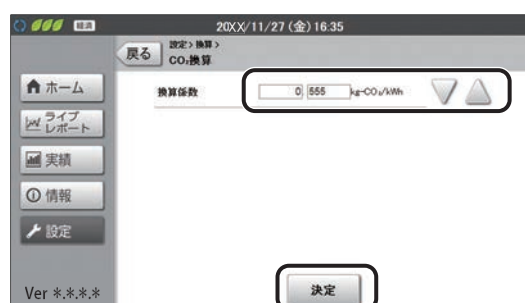 経済
20XX/11/27 (金) 16:35
戻る
設定> 換算>
CO₂換算
ホーム
ライブ
レポート
実績
情報
設定
Ver *.*.*.*
換算係数
0. 555 kg-CO₂/kWh
決定